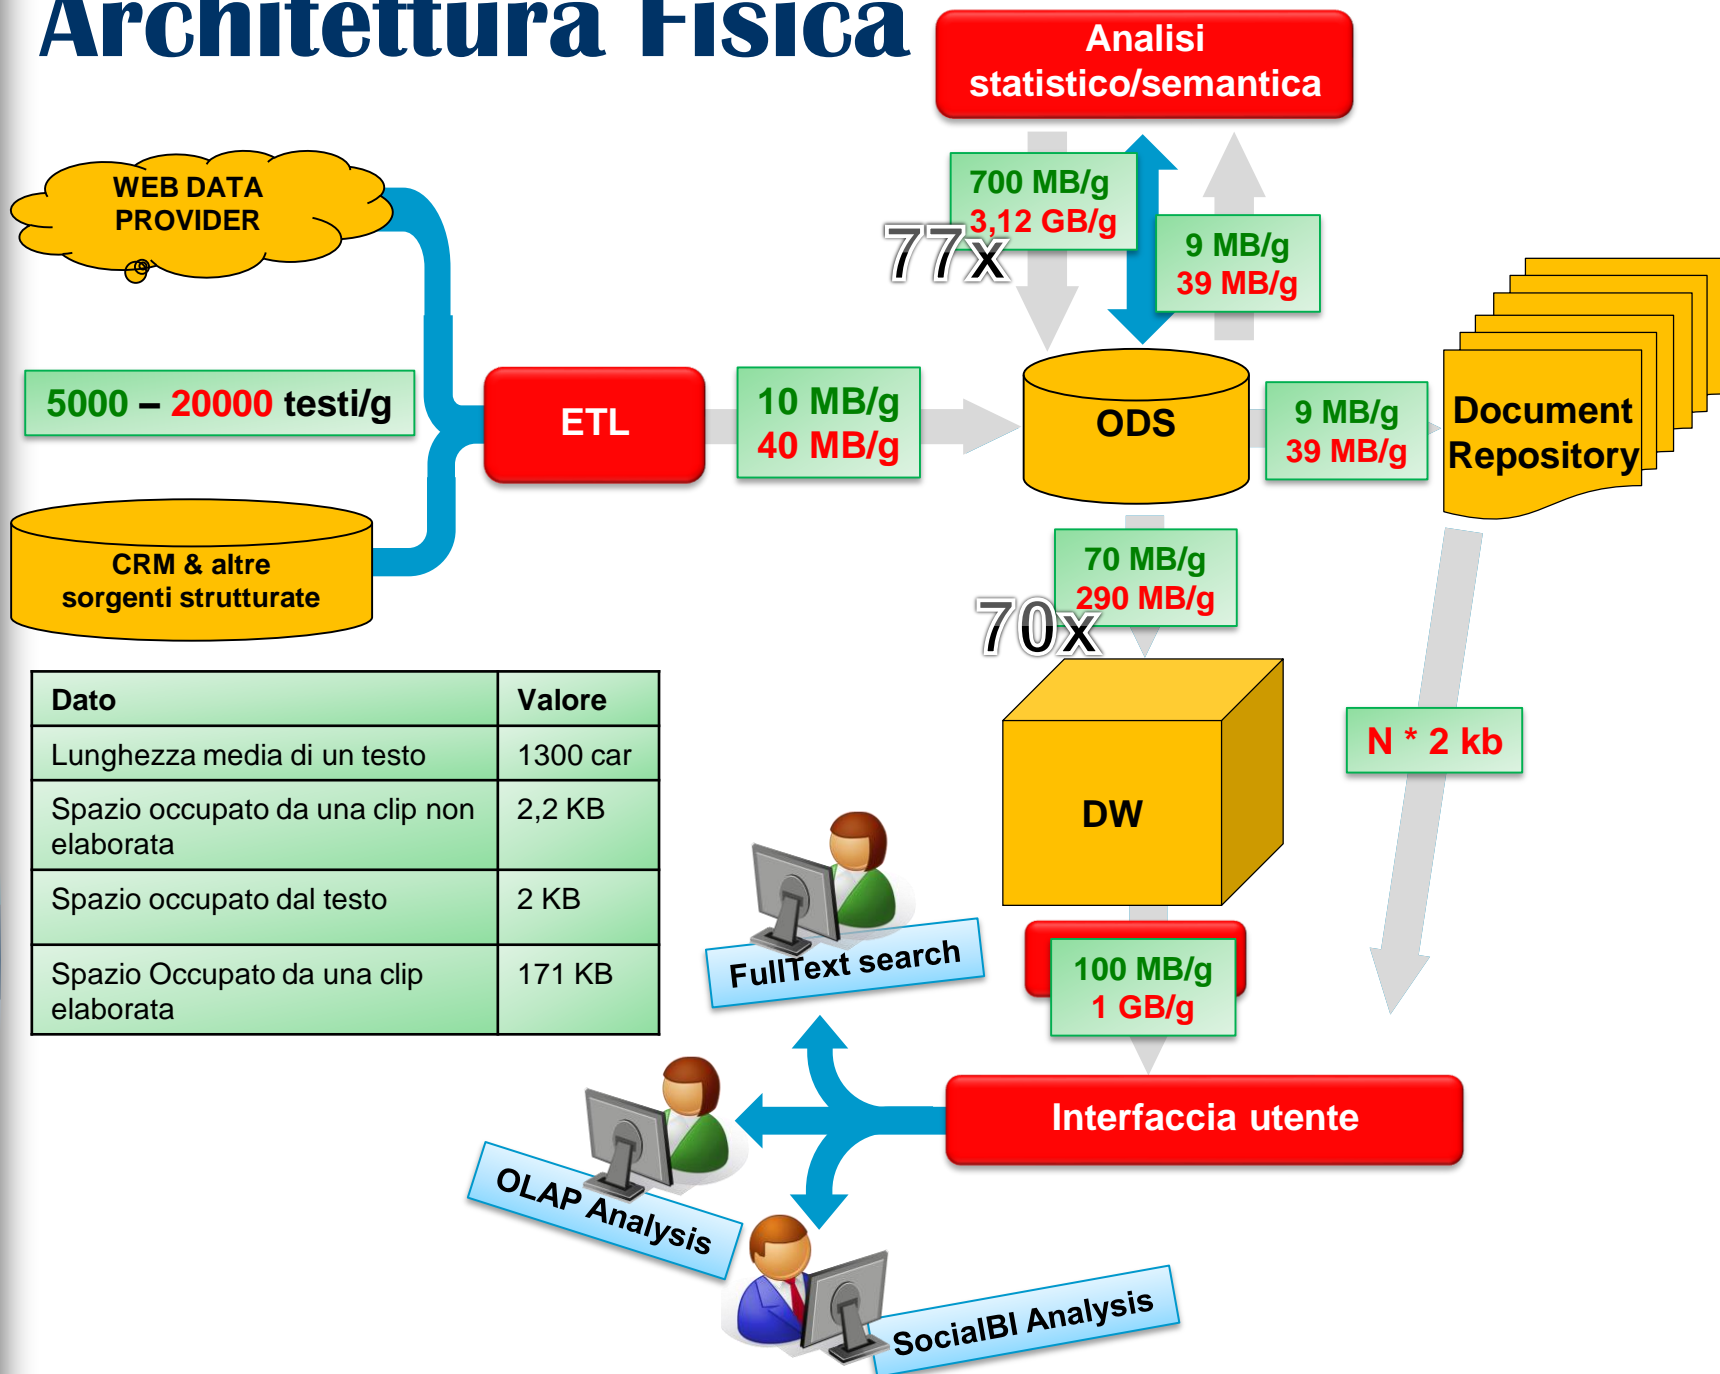 Architettura Fisica
Analisi
statistico/semantica
WEB DATA
PROVIDER
700 MB/g
3,12 GB/g
77x
9 MB/g
39 MB/g
5000 – 20000 testi/g
ETL
10 MB/g
40 MB/g
ODS
9 MB/g
39 MB/g
Document
Repository
CRM & altre
sorgenti strutturate
70 MB/g
290 MB/g
70x
Dato Valore
Lunghezza media di un testo 1300 car
Spazio occupato da una clip non 2,2 KB
elaborata
Spazio occupato dal testo 2 KB
Spazio Occupato da una clip 171 KB
elaborata
N * 2 kb
DW
FullText search
100 MB/g
1 GB/g
Interfaccia utente
OLAP Analysis
SocialBI Analysis